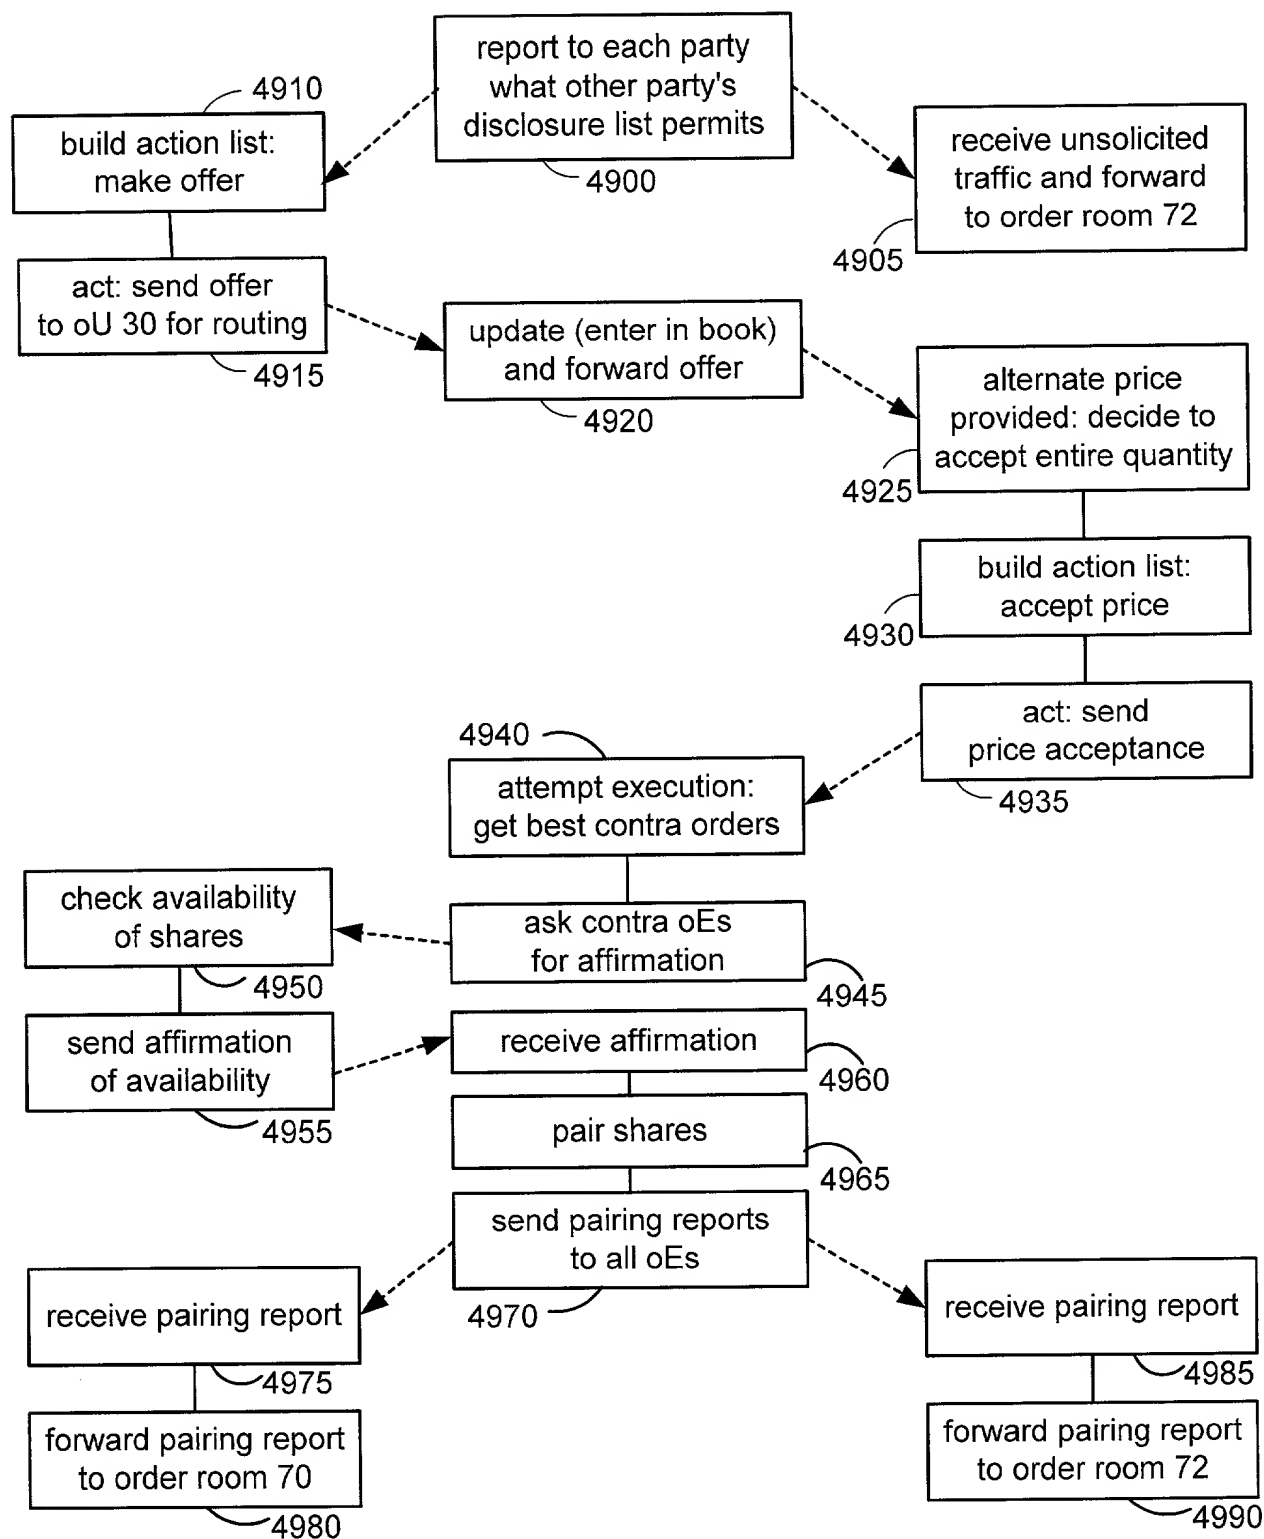 report to each party
what other party's
disclosure list permits
4900
4910
build action list:
make offer
receive unsolicited
traffic and forward
to order room 72
4905
act: send offer
to oU 30 for routing
4915
update (enter in book)
and forward offer
4920
alternate price
provided: decide to
accept entire quantity
4925
build action list:
accept price
4930
act: send
price acceptance
4935
4940
attempt execution:
get best contra orders
ask contra oEs
for affirmation
4945
check availability
of shares
4950
send affirmation
of availability
4955
receive affirmation
4960
pair shares
4965
send pairing reports
to all oEs
4970
receive pairing report
4975
forward pairing report
to order room 70
4980
receive pairing report
4985
forward pairing report
to order room 72
4990